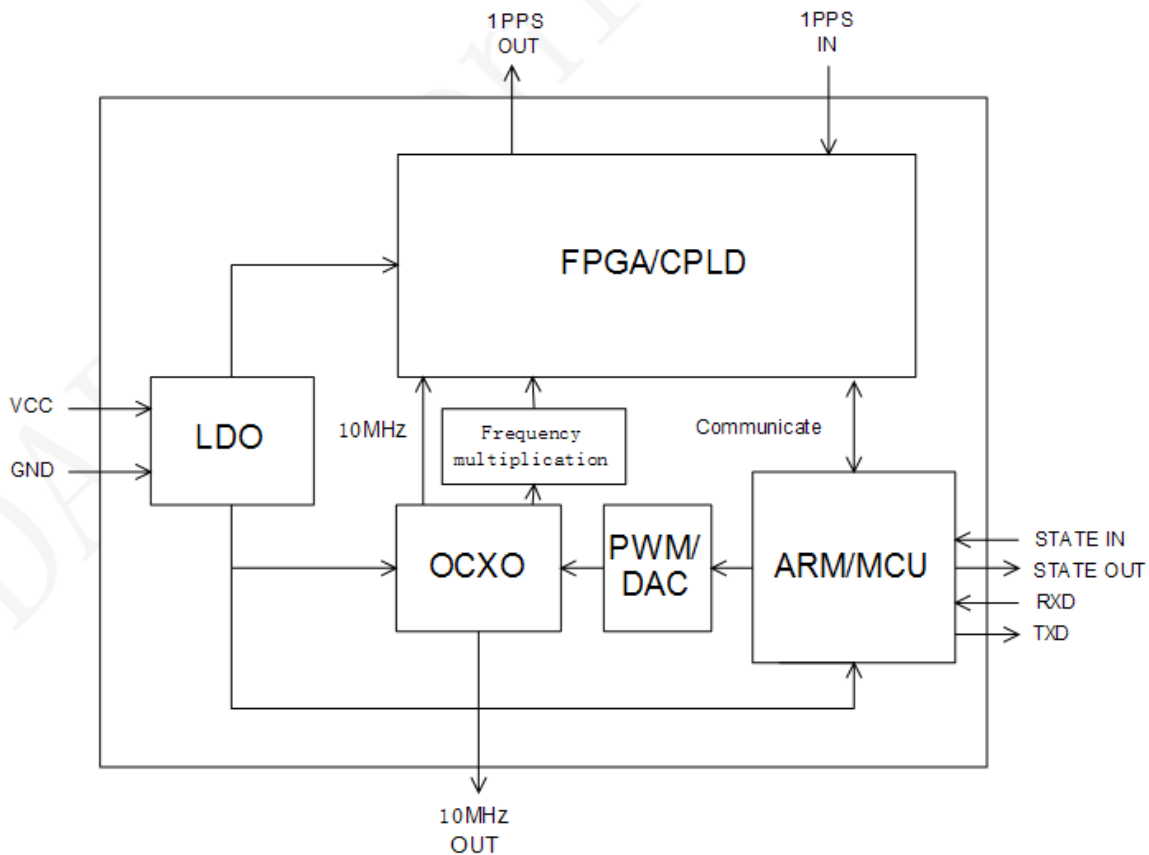 1PPS
OUT
1PPS
IN
FPGA/CPLD
VCC
GND
LDO
10MHz
Frequency
multiplication
Communicate
OCXO
PWM/
DAC
ARM/MCU
STATE IN
STATE OUT
RXD
TXD
10MHz
OUT